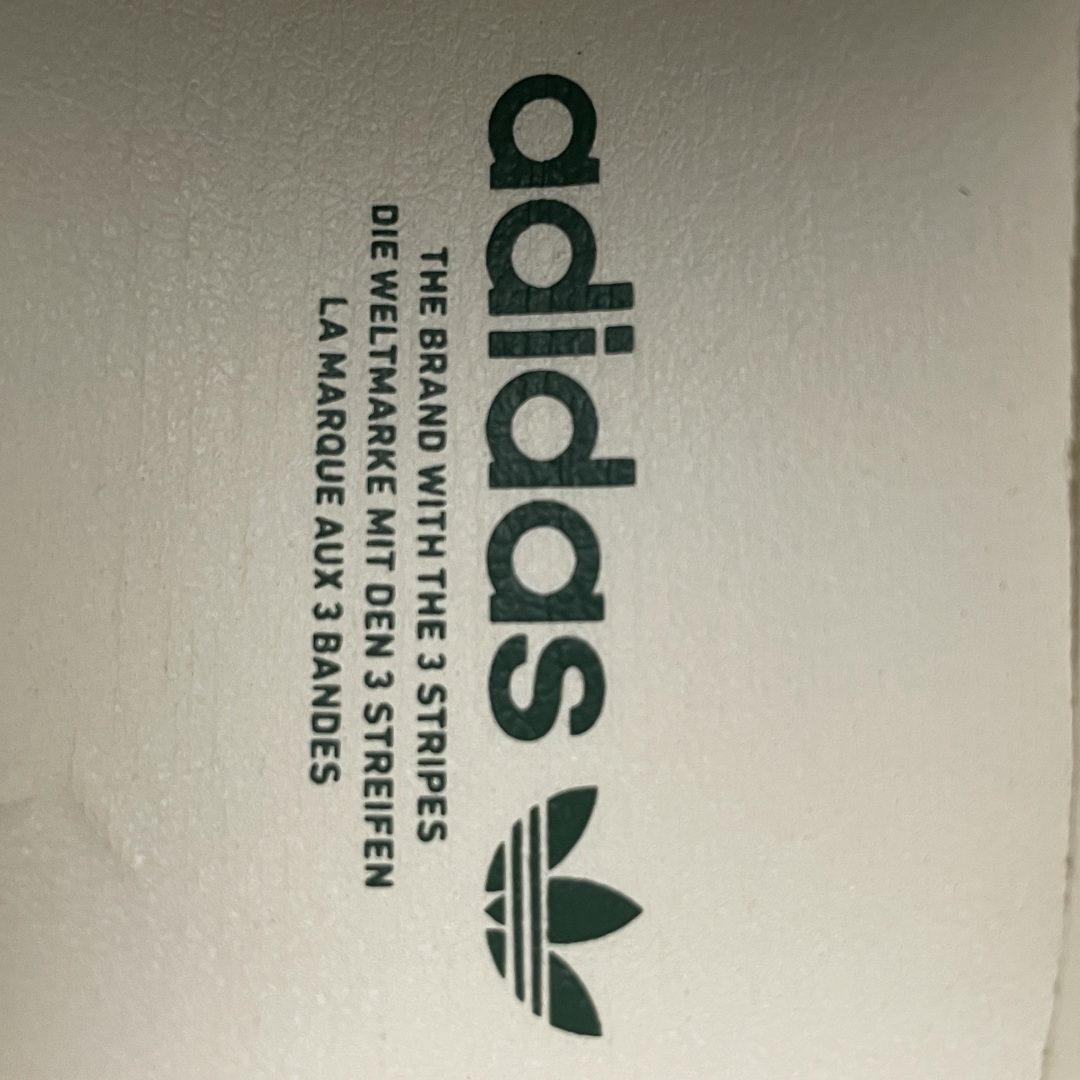 adidas
THE BRAND WITH THE 3 STRIPES
DIE WELTMARKE MIT DEN 3 STREIFEN
LA MARQUE AUX 3 BANDES